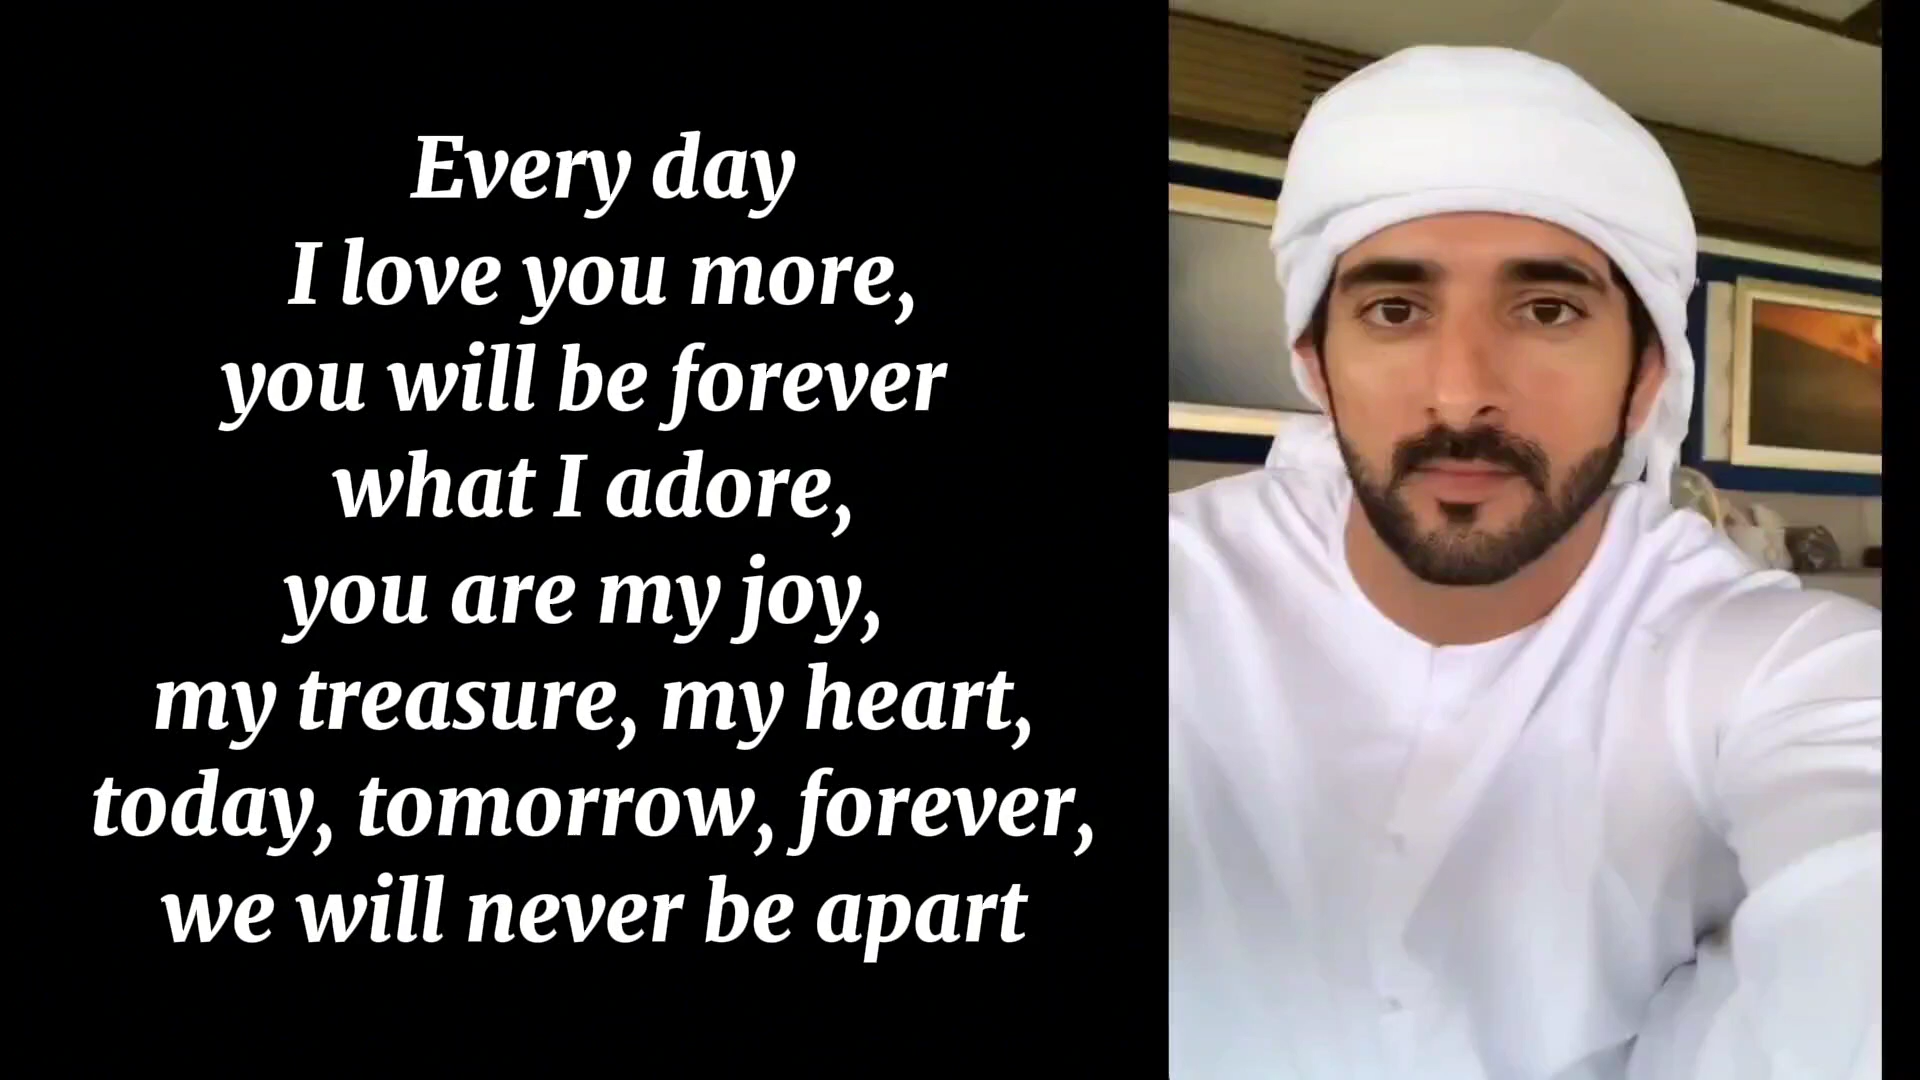 Every day
I love you more,
you will be forever
what I adore,
you are my joy,
my treasure, my heart,
today, tomorrow, forever,
we will never be apart